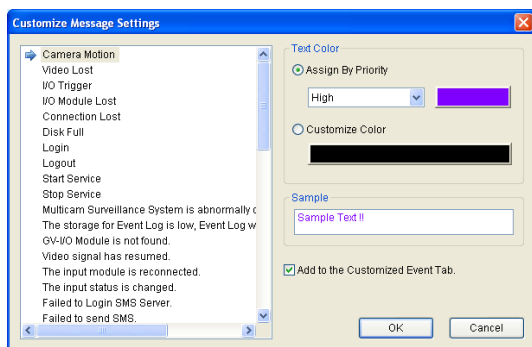 Customize Message Settings
Camera Motion
Video Lost
I/O Trigger
I/O Module Lost
Connection Lost
Disk Full
Login
Logout
Start Service
Stop Service
Multicam Surveillance System is abnormally
The storage for Event Log is low, Event Log
GV-I/O Module is not found.
Video signal has resumed.
The input module is reconnected.
The input status is changed.
Failed to Login SMS Server.
Failed to send SMS.
Text Color
Assign By Priority
High
Customize Color
Sample
Sample Text !!
Add to the Customized Event Tab.
OK
Cancel